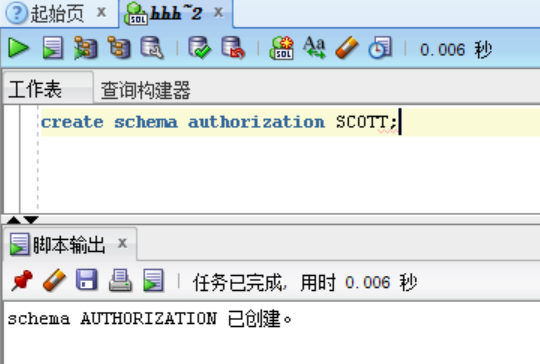 起始页 hhh~2
0.006 秒
工作表 查询构建器
create schema authorization SCOTT;
脚本输出
任务已完成, 用时 0.006 秒
schema AUTHORIZATION 已创建。